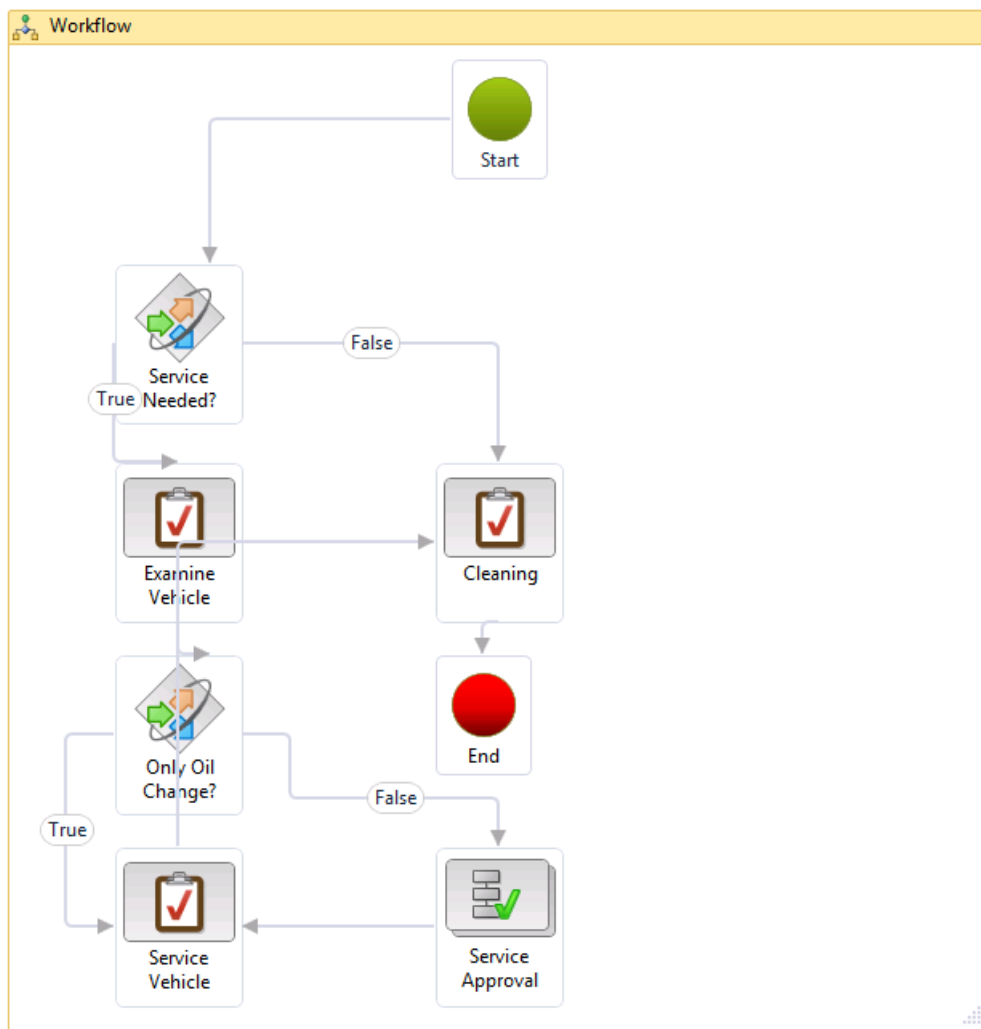 Workflow
Start
False
Service
Needed?
True
Examine
Vehicle
Cleaning
Only Oil
Change?
End
False
True
Service
Vehicle
Service
Approval